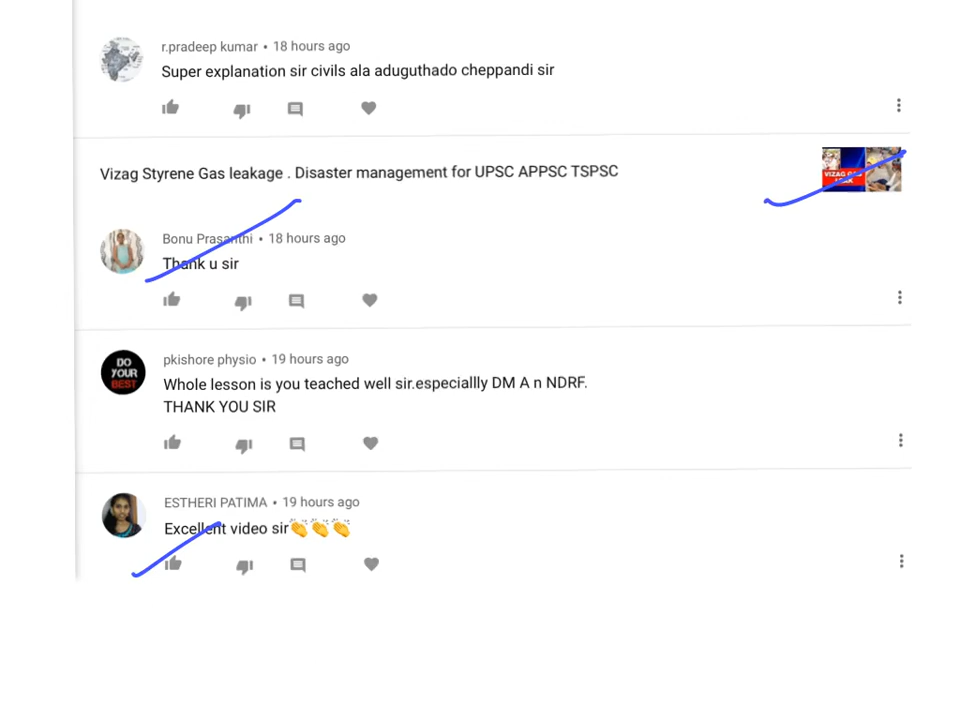 r.pradeep kumar • 18 hours ago
Super explanation sir civils ala aduguthado cheppandi sir
Vizag Styrene Gas leakage . Disaster management for UPSC APPSC TSPSC
VIZAG GAS
Bonu Prasanthi • 18 hours ago
Thank u sir
DO
YOUR
BEST
pkishore physio • 19 hours ago
Whole lesson is you teached well sir.especiallly DM A n NDRF.
THANK YOU SIR
ESTHERI PATIMA • 19 hours ago
Excellent video sir👏👏👏